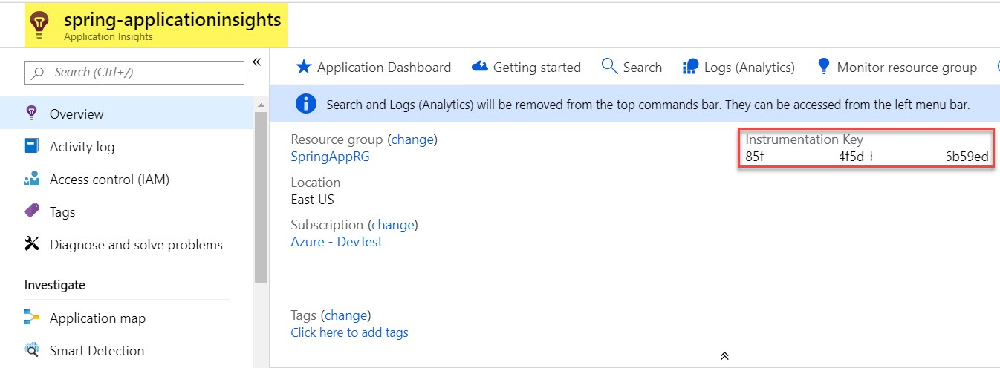 spring-applicationinsights
Application Insights
Search (Ctrl+/)
Overview
Activity log
Access control (IAM)
Tags
Diagnose and solve problems
Investigate
Application map
Smart Detection
Application Dashboard
Getting started
Search
Logs (Analytics)
Monitor resource group
Search and Logs (Analytics) will be removed from the top commands bar. They can be accessed from the left menu bar.
Resource group (change)
SpringAppRG
Location
East US
Subscription (change)
Azure - DevTest
Tags (change)
Click here to add tags
Instrumentation Key
85f 4f5d-b 6b59ed